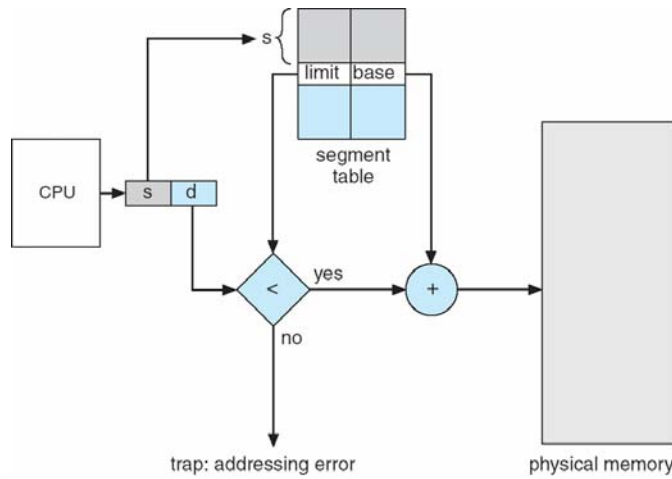 s
limit base
segment
table
CPU
s d
<
yes
+
no
trap: addressing error
physical memory